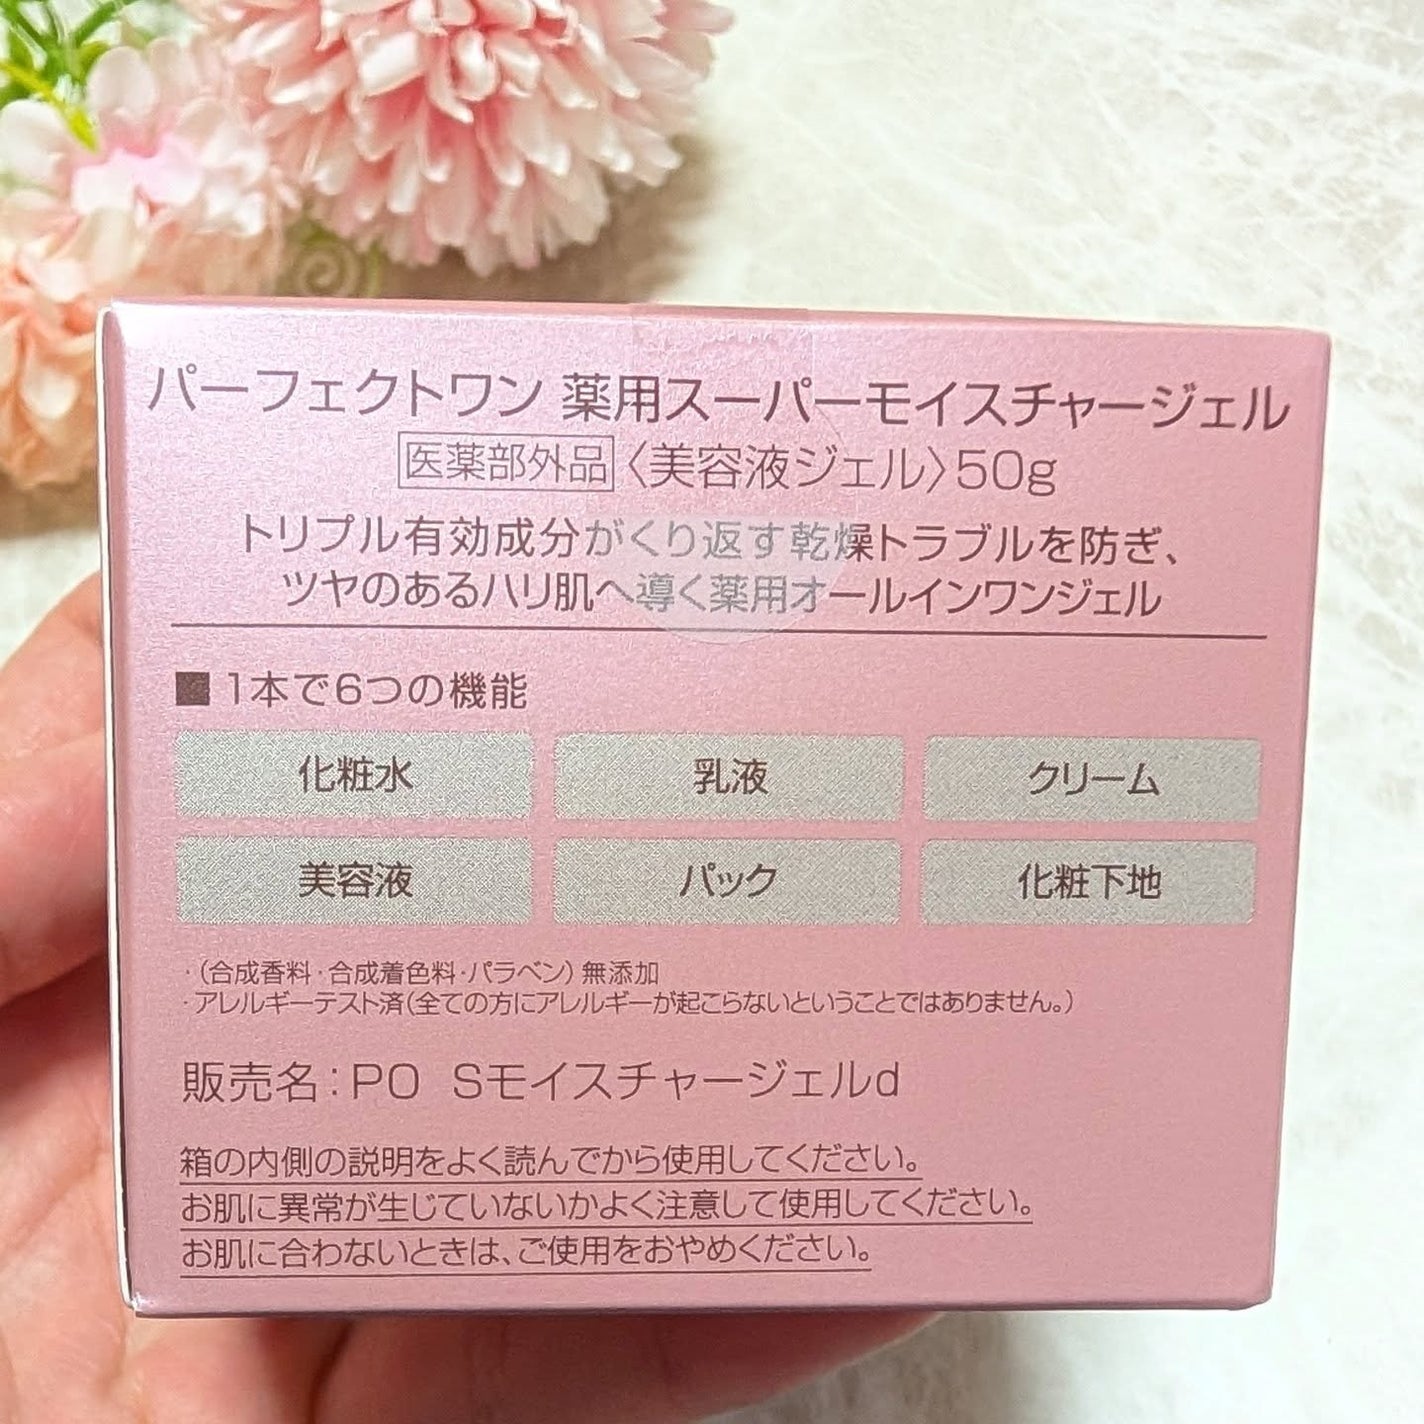 パーフェクトワン 薬用スーパーモイスチャージェル
医薬部外品 〈美容液ジェル〉50g
トリプル有効成分がくり返す乾燥トラブルを防ぎ、
ツヤのあるハリ肌へ導く薬用オールインワンジェル
■1本で6つの機能
化粧水 乳液 クリーム
美容液 パック 化粧下地
・(合成香料・合成着色料・パラベン)無添加
・アレルギーテスト済(全ての方にアレルギーが起こらないということではありません。)
販売名:PO Sモイスチャージェルd
箱の内側の説明をよく読んでから使用してください。
お肌に異常が生じていないかよく注意して使用してください。
お肌に合わないときは、ご使用をおやめください。